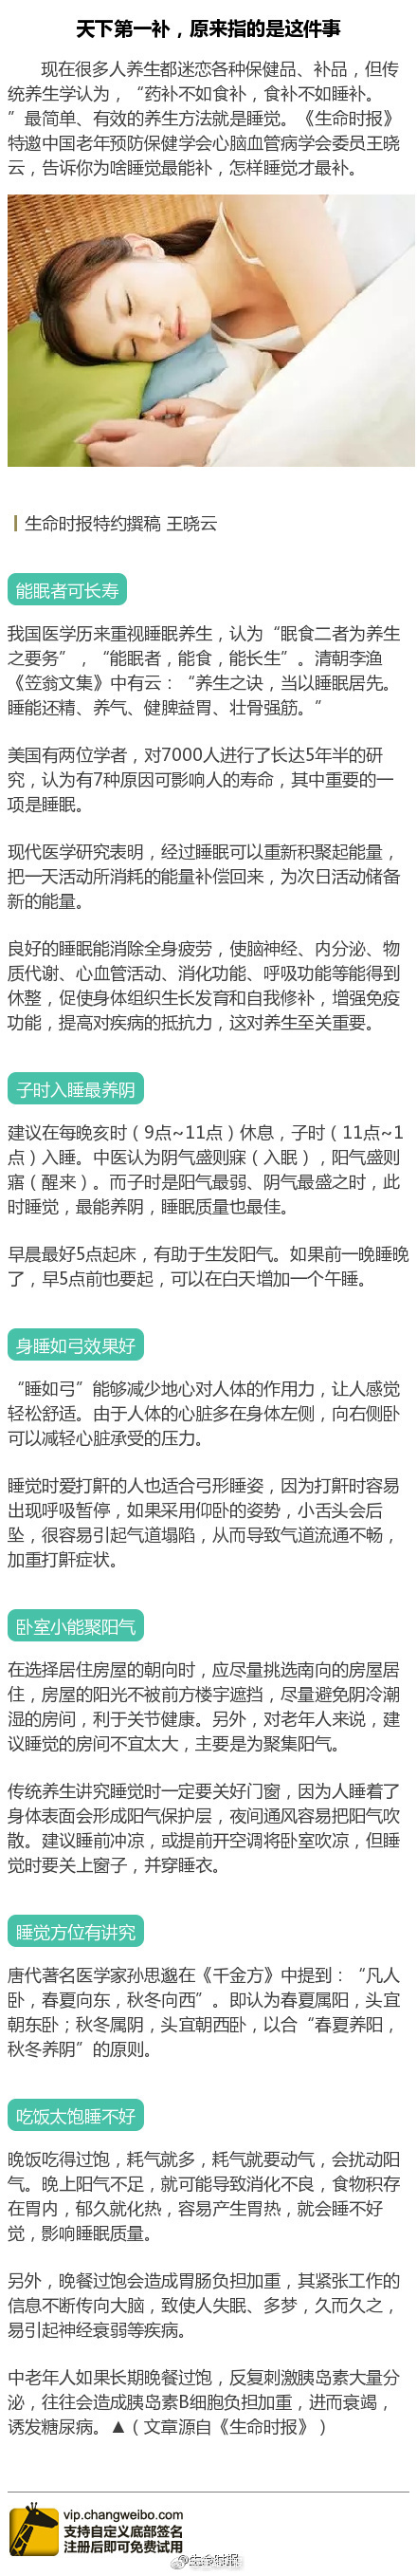 天下第一补，原来指的是这件事
现在很多人养生都迷恋各种保健品、补品，但传
统养生学认为，“药补不如食补，食补不如睡补。
”最简单、有效的养生方法就是睡觉。《生命时报》
特邀中国老年预防保健学会心脑血管病学会委员王晓
云，告诉你为啥睡觉最能补，怎样睡觉才最补。
生命时报特约撰稿 王晓云
能眠者可长寿
我国医学历来重视睡眠养生，认为“眠食二者为养生
之要务”，“能眠者，能食，能长生”。清朝李渔
《笠翁文集》中有云：“养生之诀，当以睡眠居先。
睡能还精、养气、健脾益胃、壮骨强筋。”
美国有两位学者，对7000人进行了长达5年半的研
究，认为有7种原因可影响人的寿命，其中重要的一
项是睡眠。
现代医学研究表明，经过睡眠可以重新积聚起能量，
把一天活动所消耗的能量补偿回来，为次日活动储备
新的能量。
良好的睡眠能消除全身疲劳，使脑神经、内分泌、物
质代谢、心血管活动、消化功能、呼吸功能等能得到
休整，促使身体组织生长发育和自我修补，增强免疫
功能，提高对疾病的抵抗力，这对养生至关重要。
子时入睡最养阴
建议在每晚亥时（9点~11点）休息，子时（11点~1
点）入睡。中医认为阴气盛则寐（入眠），阳气盛则
寤（醒来）。而子时是阳气最弱、阴气最盛之时，此
时睡觉，最能养阴，睡眠质量也最佳。
早晨最好5点起床，有助于生发阳气。如果前一晚睡晚
了，早5点前也要起，可以在白天增加一个午睡。
身睡如弓效果好
“睡如弓”能够减少地心对人体的作用力，让人感觉
轻松舒适。由于人体的心脏多在身体左侧，向右侧卧
可以减轻心脏承受的压力。
睡觉时爱打鼾的人也适合弓形睡姿，因为打鼾时容易
出现呼吸暂停，如果采用仰卧的姿势，小舌头会后
坠，很容易引起气道塌陷，从而导致气道流通不畅，
加重打鼾症状。
卧室小能聚阳气
在选择居住房屋的朝向时，应尽量挑选南向的房屋居
住，房屋的阳光不被前方楼宇遮挡，尽量避免阴冷潮
湿的房间，利于关节健康。另外，对老年人来说，建
议睡觉的房间不宜太大，主要是为聚集阳气。
传统养生讲究睡觉时一定要关好门窗，因为人睡着了
身体表面会形成阳气保护层，夜间通风容易把阳气吹
散。建议睡前冲凉，或提前开空调将卧室吹凉，但睡
觉时要关上窗子，并穿睡衣。
睡觉方位有讲究
唐代著名医学家孙思邈在《千金方》中提到：“凡人
卧，春夏向东，秋冬向西”。即认为春夏属阳，头宜
朝东卧；秋冬属阴，头宜朝西卧，以合“春夏养阳，
秋冬养阴”的原则。
吃饭太饱睡不好
晚饭吃得过饱，耗气就多，耗气就要动气，会扰动阳
气。晚上阳气不足，就可能导致消化不良，食物积存
在胃内，郁久就化热，容易产生胃热，就会睡不好
觉，影响睡眠质量。
另外，晚餐过饱会造成胃肠负担加重，其紧张工作的
信息不断传向大脑，致使人失眠、多梦，久而久之，
易引起神经衰弱等疾病。
中老年人如果长期晚餐过饱，反复刺激胰岛素大量分
泌，往往会造成胰岛素B细胞负担加重，进而衰竭，
诱发糖尿病。▲（文章源自《生命时报》）
vip.changweibo.com
支持自定义底部签名
注册后即可免费试用
@生命时报